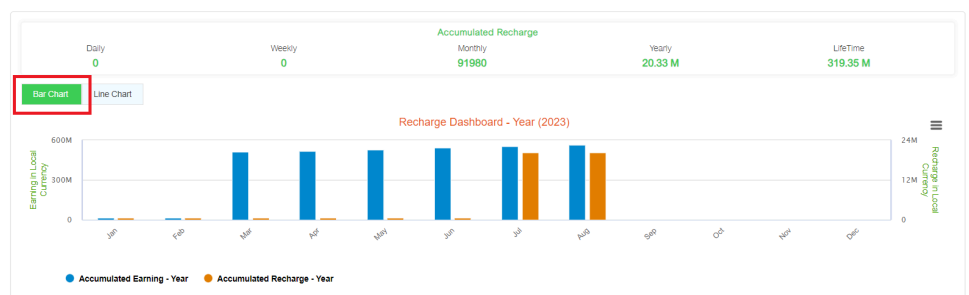 Accumulated Recharge
Daily Weekly Monthly Yearly LifeTime
0 0 91980 20.33 M 319.35 M
Bar Chart Line Chart
Recharge Dashboard - Year (2023)
Earning in Local
Currency
600M
300M
0
24M
12M
0
Recharge in Local
Currency
Jan Feb Mar Apr May Jun Jul Aug Sep Oct Nov Dec
Accumulated Earning - Year Accumulated Recharge - Year